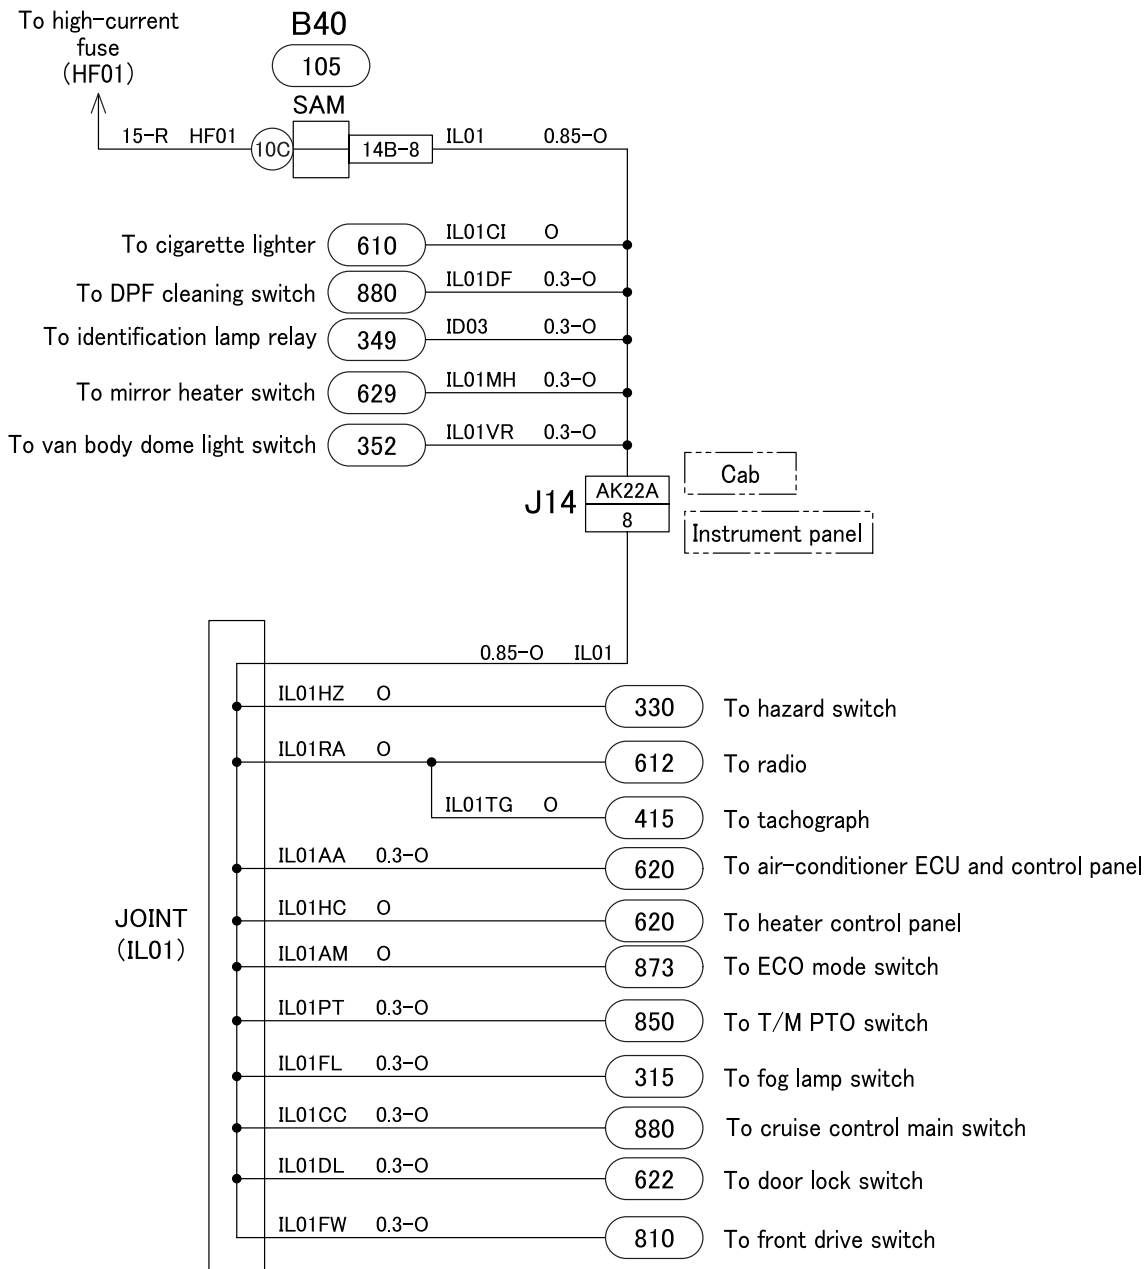 To high-current
fuse
(HF01)
B40
105
SAM
15-R HF01 10C 14B-8 IL01 0.85-O
To cigarette lighter 610 IL01CI O
To DPF cleaning switch 880 IL01DF 0.3-O
To identification lamp relay 349 ID03 0.3-O
To mirror heater switch 629 IL01MH 0.3-O
To van body dome light switch 352 IL01VR 0.3-O
J14 AK22A
8
Cab
Instrument panel
0.85-O IL01
JOINT
(IL01)
IL01HZ O 330 To hazard switch
IL01RA O 612 To radio
IL01TG O 415 To tachograph
IL01AA 0.3-O 620 To air-conditioner ECU and control panel
IL01HC O 620 To heater control panel
IL01AM O 873 To ECO mode switch
IL01PT 0.3-O 850 To T/M PTO switch
IL01FL 0.3-O 315 To fog lamp switch
IL01CC 0.3-O 880 To cruise control main switch
IL01DL 0.3-O 622 To door lock switch
IL01FW 0.3-O 810 To front drive switch